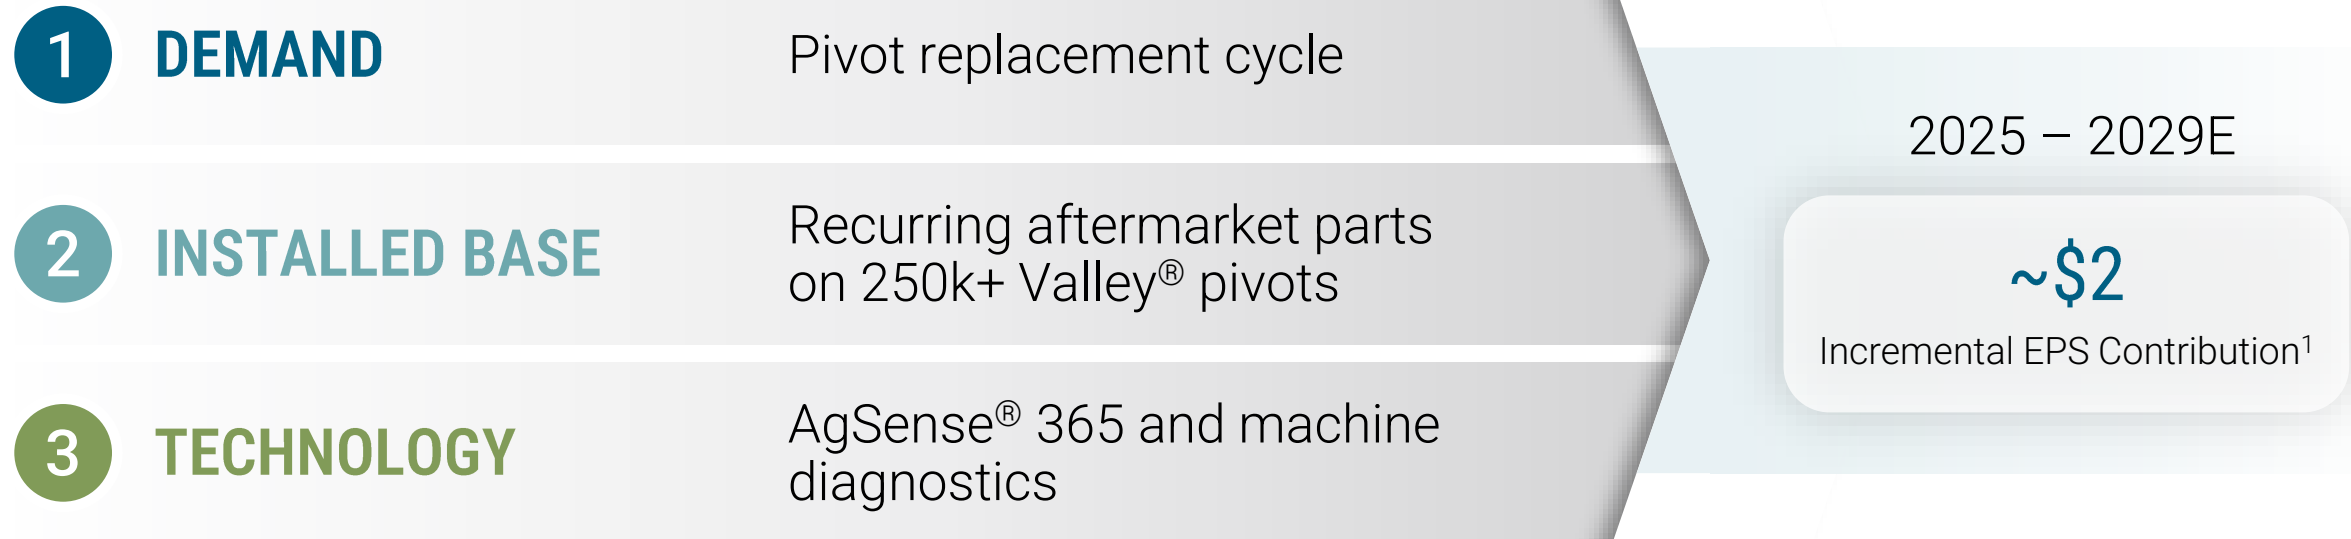 1 DEMAND Pivot replacement cycle
2 INSTALLED BASE Recurring aftermarket parts
on 250k+ Valley® pivots
3 TECHNOLOGY AgSense® 365 and machine
diagnostics
2025 – 2029E
~$2
Incremental EPS Contribution¹